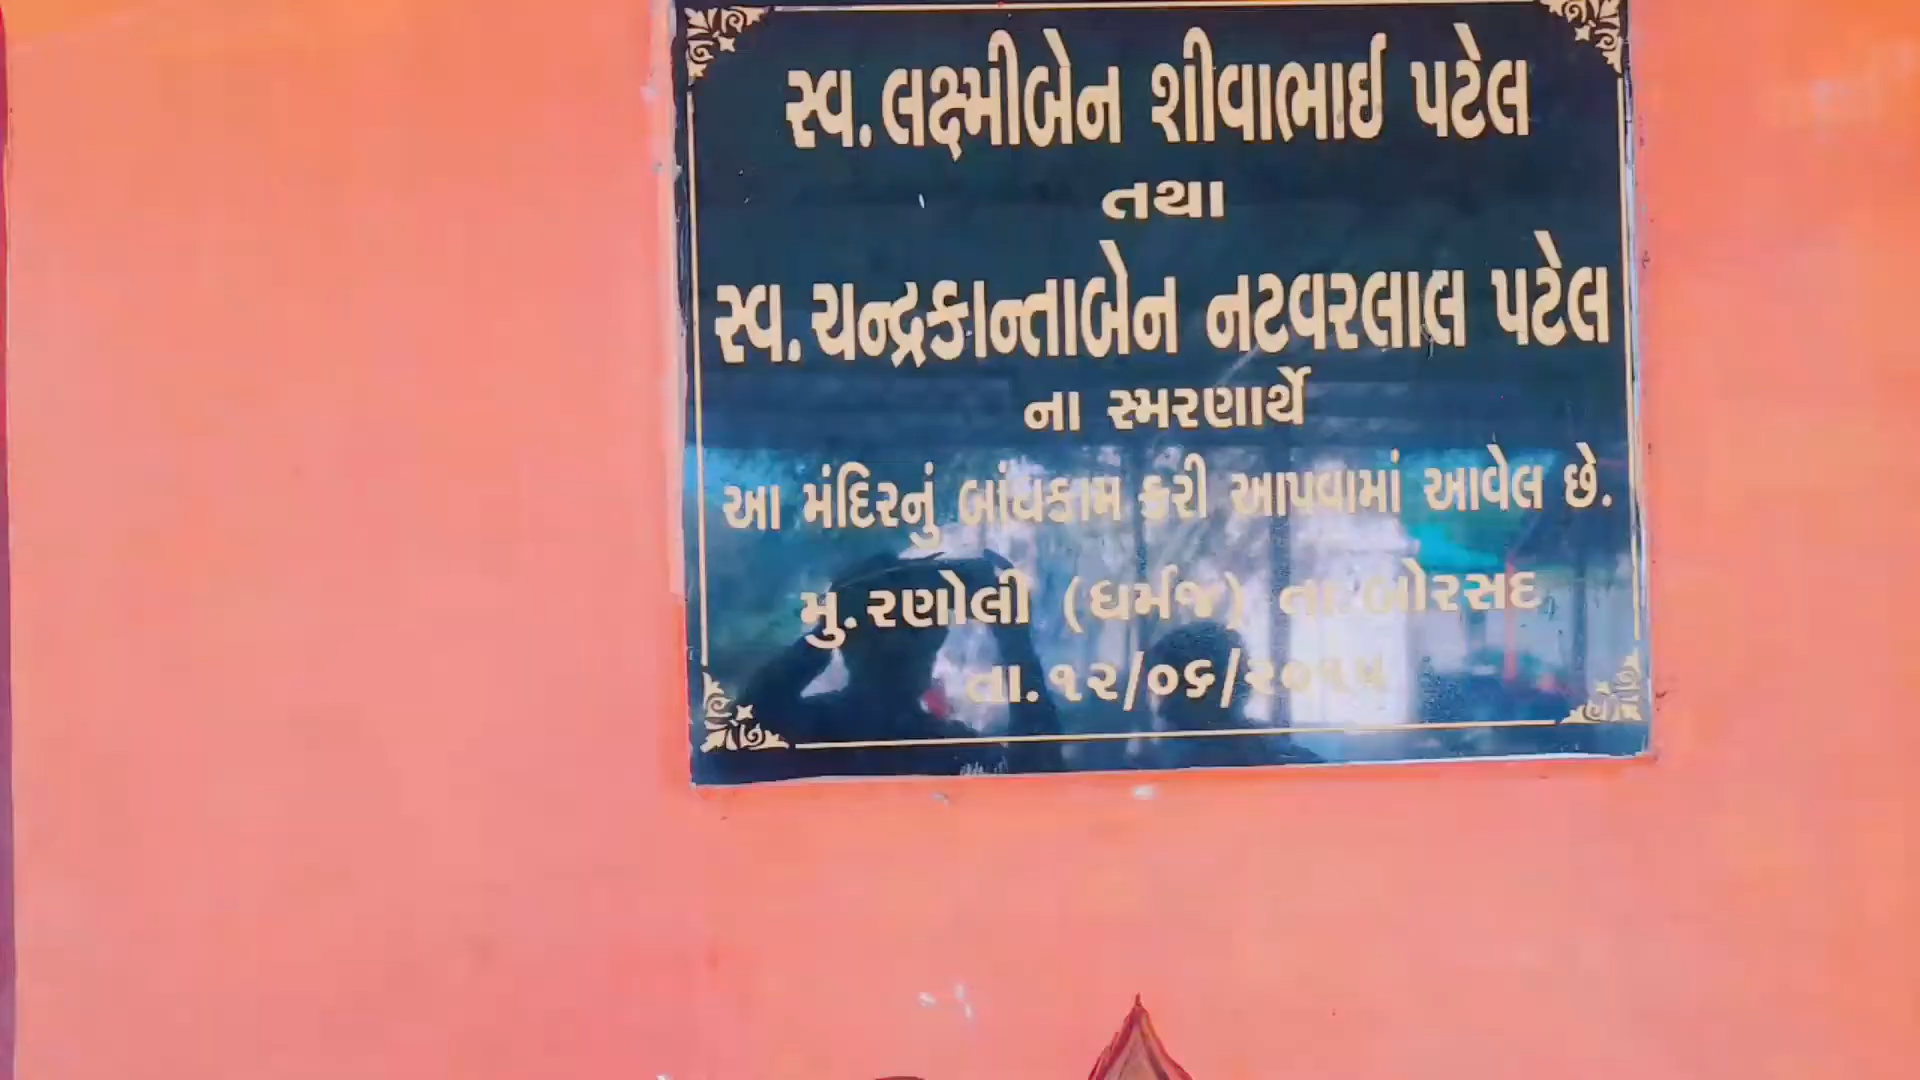 સ્વ. લક્ષ્મીબેન શીવાભાઈ પટેલ
તથા
સ્વ. ચન્દ્રકાન્તાબેન નટવરલાલ પટેલ
ના સ્મરણાર્થે
આ મંદિરનું બાંધકામ કરી આપવામાં આવેલ છે.
મુ. રણોલી (ધર્મજ) તા. બોરસદ
તા. ૧૨/૦૬/૨૦૧૫